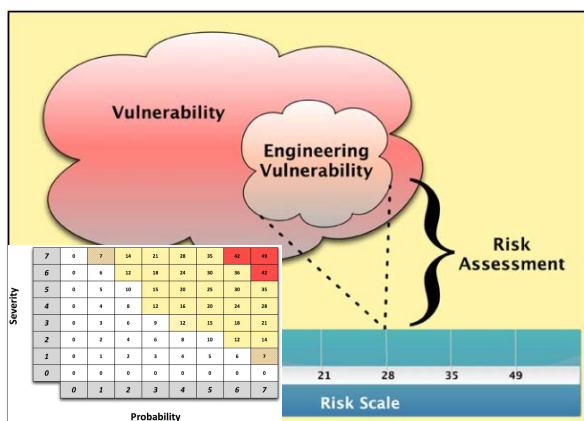 Vulnerability
Engineering
Vulnerability
Risk
Assessment
7 0 7 14 21 28 35 42 49
6 0 6 12 18 24 30 36 42
5 0 5 10 15 20 25 30 35
4 0 4 8 12 16 20 24 28
3 0 3 6 9 12 15 18 21
2 0 2 4 6 8 10 12 14
1 0 1 2 3 4 5 6 7
0 0 0 0 0 0 0 0 0
0 1 2 3 4 5 6 7
Severity
Probability
21 28 35 49
Risk Scale